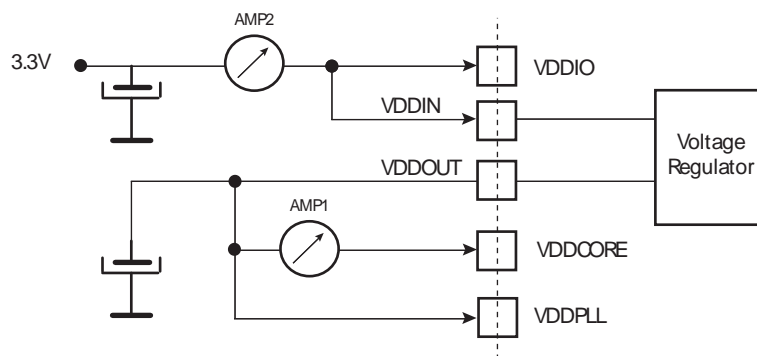 AMP2
3.3V
VDDIO
VDDIN
Voltage
Regulator
VDDOUT
AMP1
VDDCORE
VDDPLL